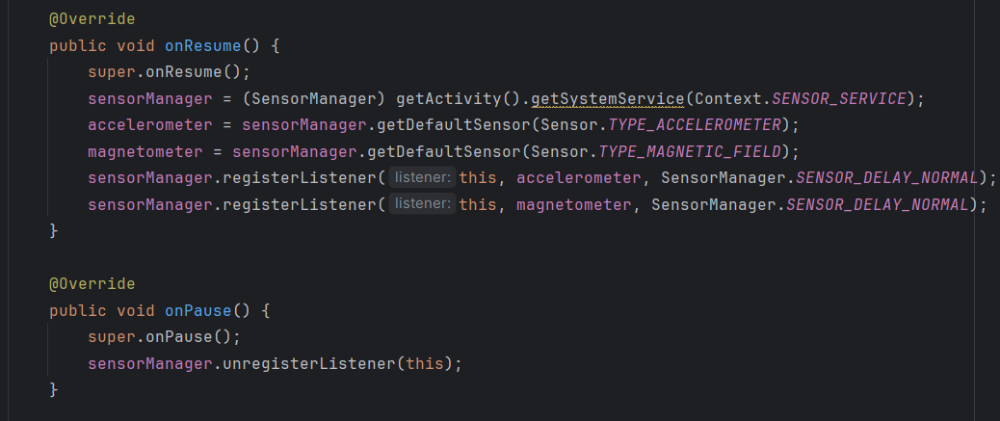 @Override
public void onResume() {
super.onResume();
sensorManager = (SensorManager) getActivity().getSystemService(Context.SENSOR_SERVICE);
accelerometer = sensorManager.getDefaultSensor(Sensor.TYPE_ACCELEROMETER);
magnetometer = sensorManager.getDefaultSensor(Sensor.TYPE_MAGNETIC_FIELD);
sensorManager.registerListener( listener: this, accelerometer, SensorManager.SENSOR_DELAY_NORMAL);
sensorManager.registerListener( listener: this, magnetometer, SensorManager.SENSOR_DELAY_NORMAL);
}
@Override
public void onPause() {
super.onPause();
sensorManager.unregisterListener(this);
}